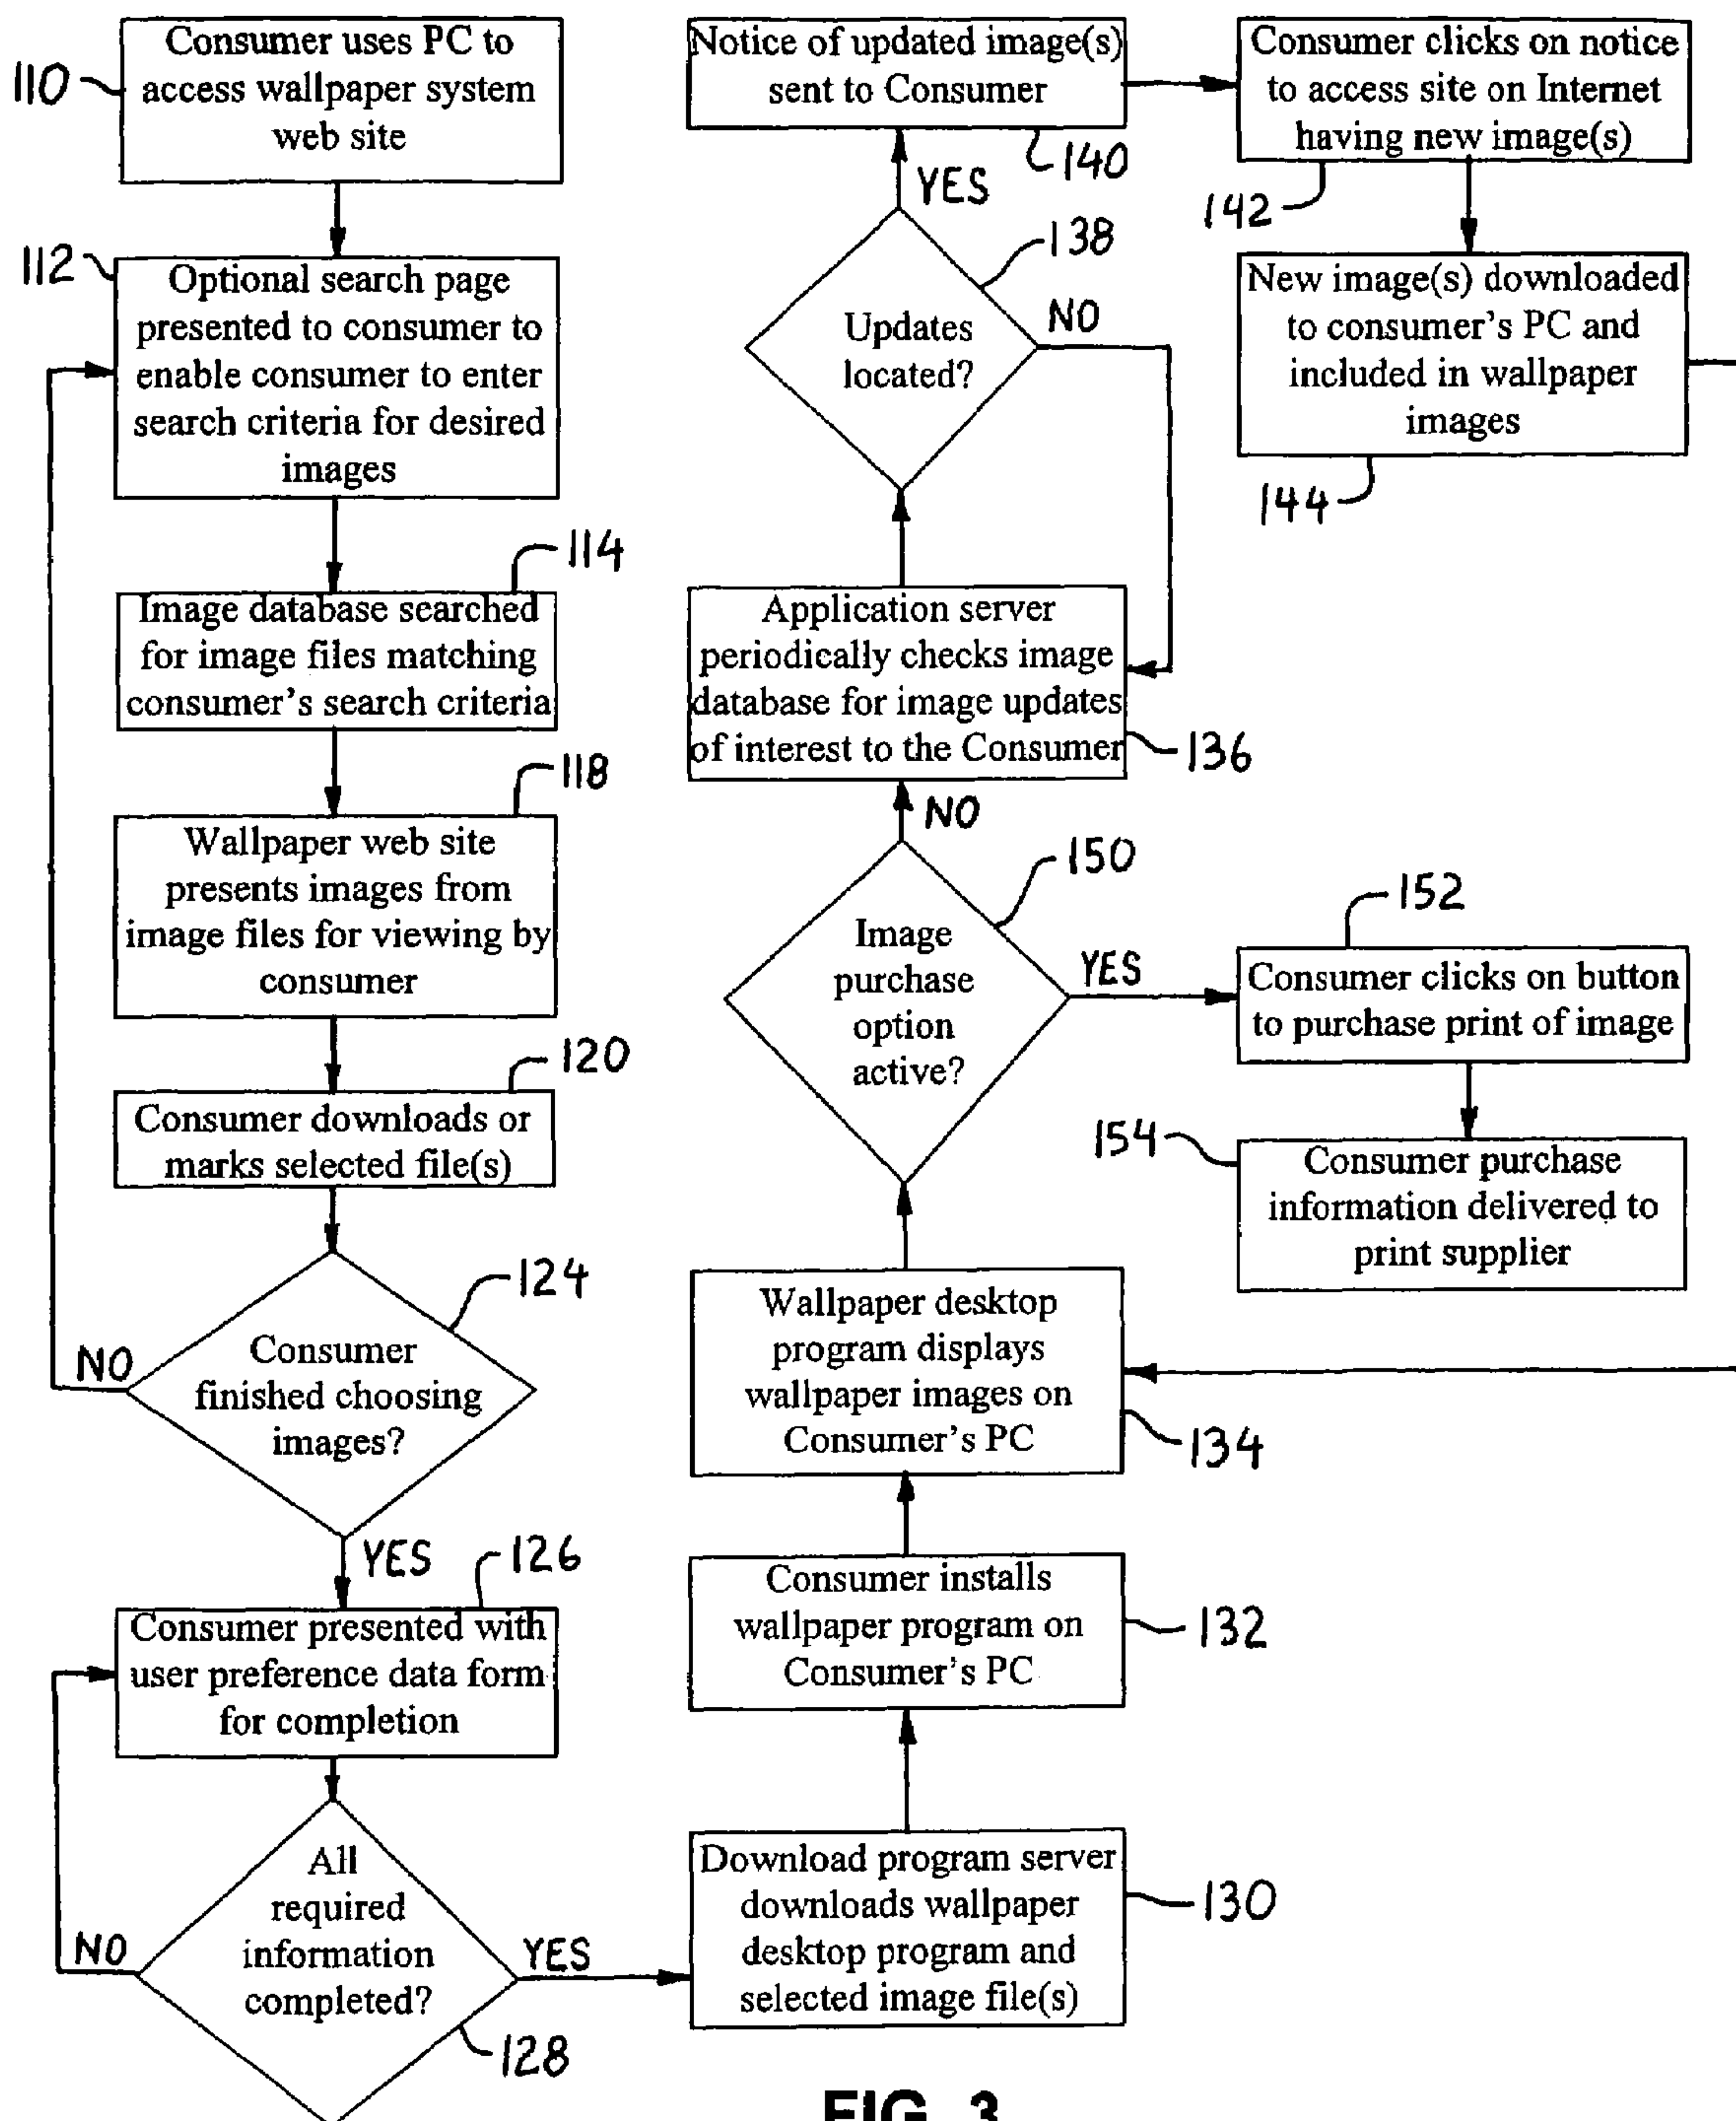 110
Consumer uses PC to
access wallpaper system
web site
112
Optional search page
presented to consumer to
enable consumer to enter
search criteria for desired
images
114
Image database searched
for image files matching
consumer's search criteria
118
Wallpaper web site
presents images from
image files for viewing by
consumer
120
Consumer downloads or
marks selected file(s)
124
Consumer
finished choosing
images?
NO
YES
126
Consumer presented with
user preference data form
for completion
All
required
information
completed?
NO
YES
128
Download program server
downloads wallpaper
desktop program and
selected image file(s)
130
Consumer installs
wallpaper program on
Consumer's PC
132
Wallpaper desktop
program displays
wallpaper images on
Consumer's PC
134
150
Image
purchase
option
active?
NO
YES
152
Consumer clicks on button
to purchase print of image
154
Consumer purchase
information delivered to
print supplier
Application server
periodically checks image
database for image updates
of interest to the Consumer
136
138
Updates
located?
NO
YES
Notice of updated image(s)
sent to Consumer
140
Consumer clicks on notice
to access site on Internet
having new image(s)
142
New image(s) downloaded
to consumer's PC and
included in wallpaper
images
144
FIG. 3